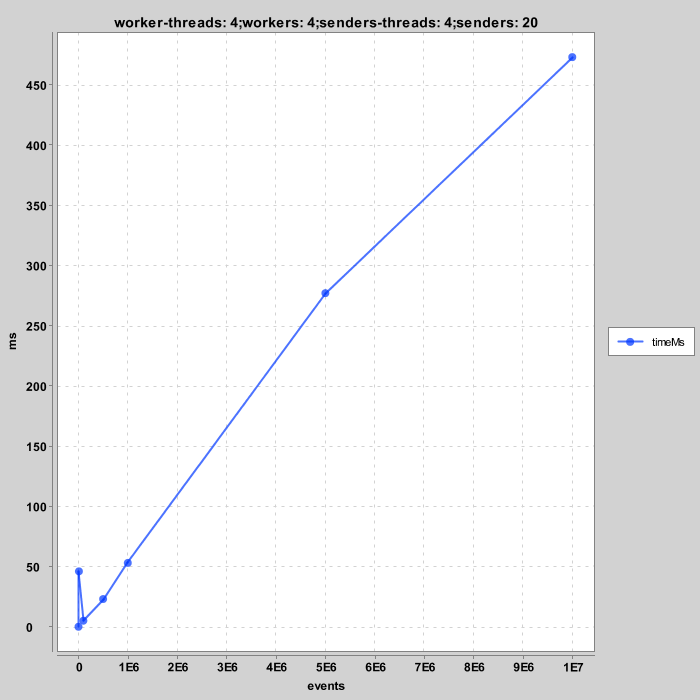 worker-threads: 4;workers: 4;senders-threads: 4;senders: 20
450
400
350
300
250
200
150
100
50
0
ms
0 1E6 2E6 3E6 4E6 5E6 6E6 7E6 8E6 9E6 1E7
events
timeMs